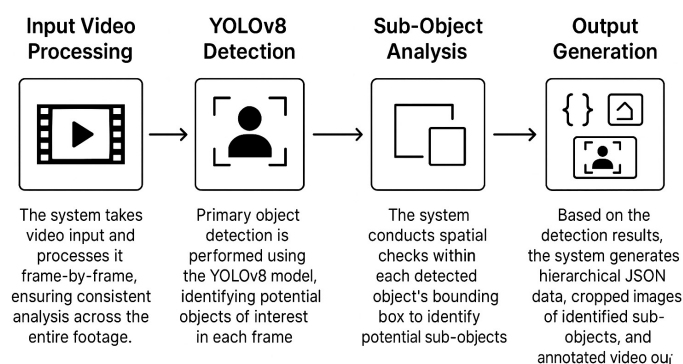 Input Video
Processing
YOLOv8
Detection
Sub-Object
Analysis
Output
Generation
The system takes
video input and
processes it
frame-by-frame,
ensuring consistent
analysis across the
entire footage.
Primary object
detection is
performed using
the YOLOv8 model,
identifying potential
objects of interest
in each frame
The system
conducts spatial
checks within
each detected
object's bounding
box to identify
potential sub-objects
Based on the
detection results,
the system generates
hierarchical JSON
data, cropped images
of identified sub-
objects, and
annotated video